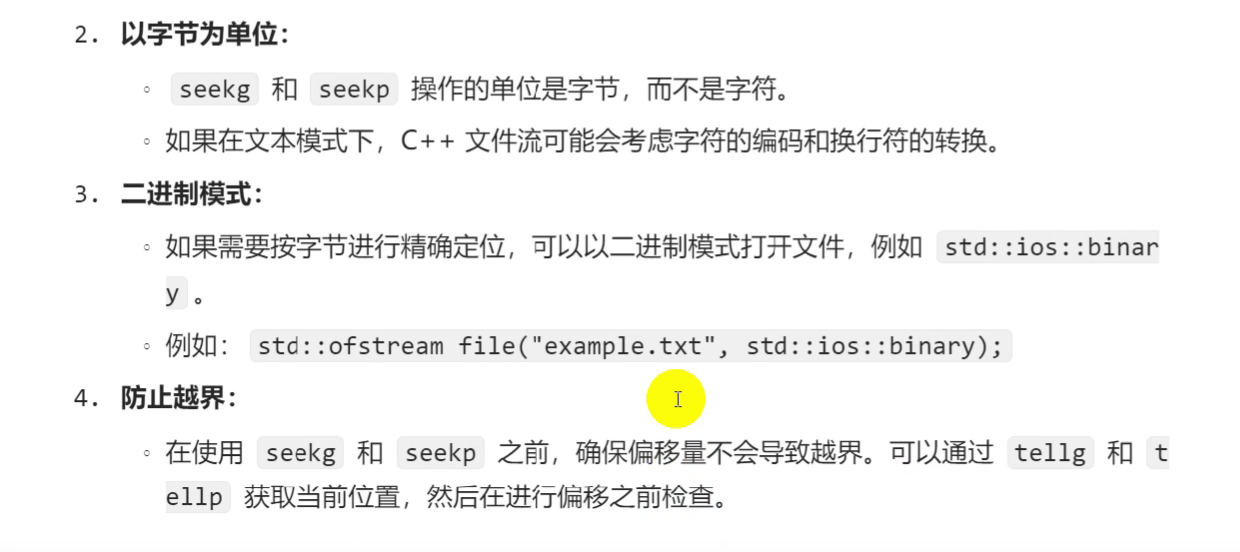 2. 以字节为单位：
◦ seekg 和 seekp 操作的单位是字节，而不是字符。
◦ 如果在文本模式下，C++ 文件流可能会考虑字符的编码和换行符的转换。
3. 二进制模式：
◦ 如果需要按字节进行精确定位，可以以二进制模式打开文件，例如 std::ios::binar
y 。
◦ 例如： std::ofstream file("example.txt", std::ios::binary);
4. 防止越界：
◦ 在使用 seekg 和 seekp 之前，确保偏移量不会导致越界。可以通过 tellg 和 t
ellp 获取当前位置，然后在进行偏移之前检查。